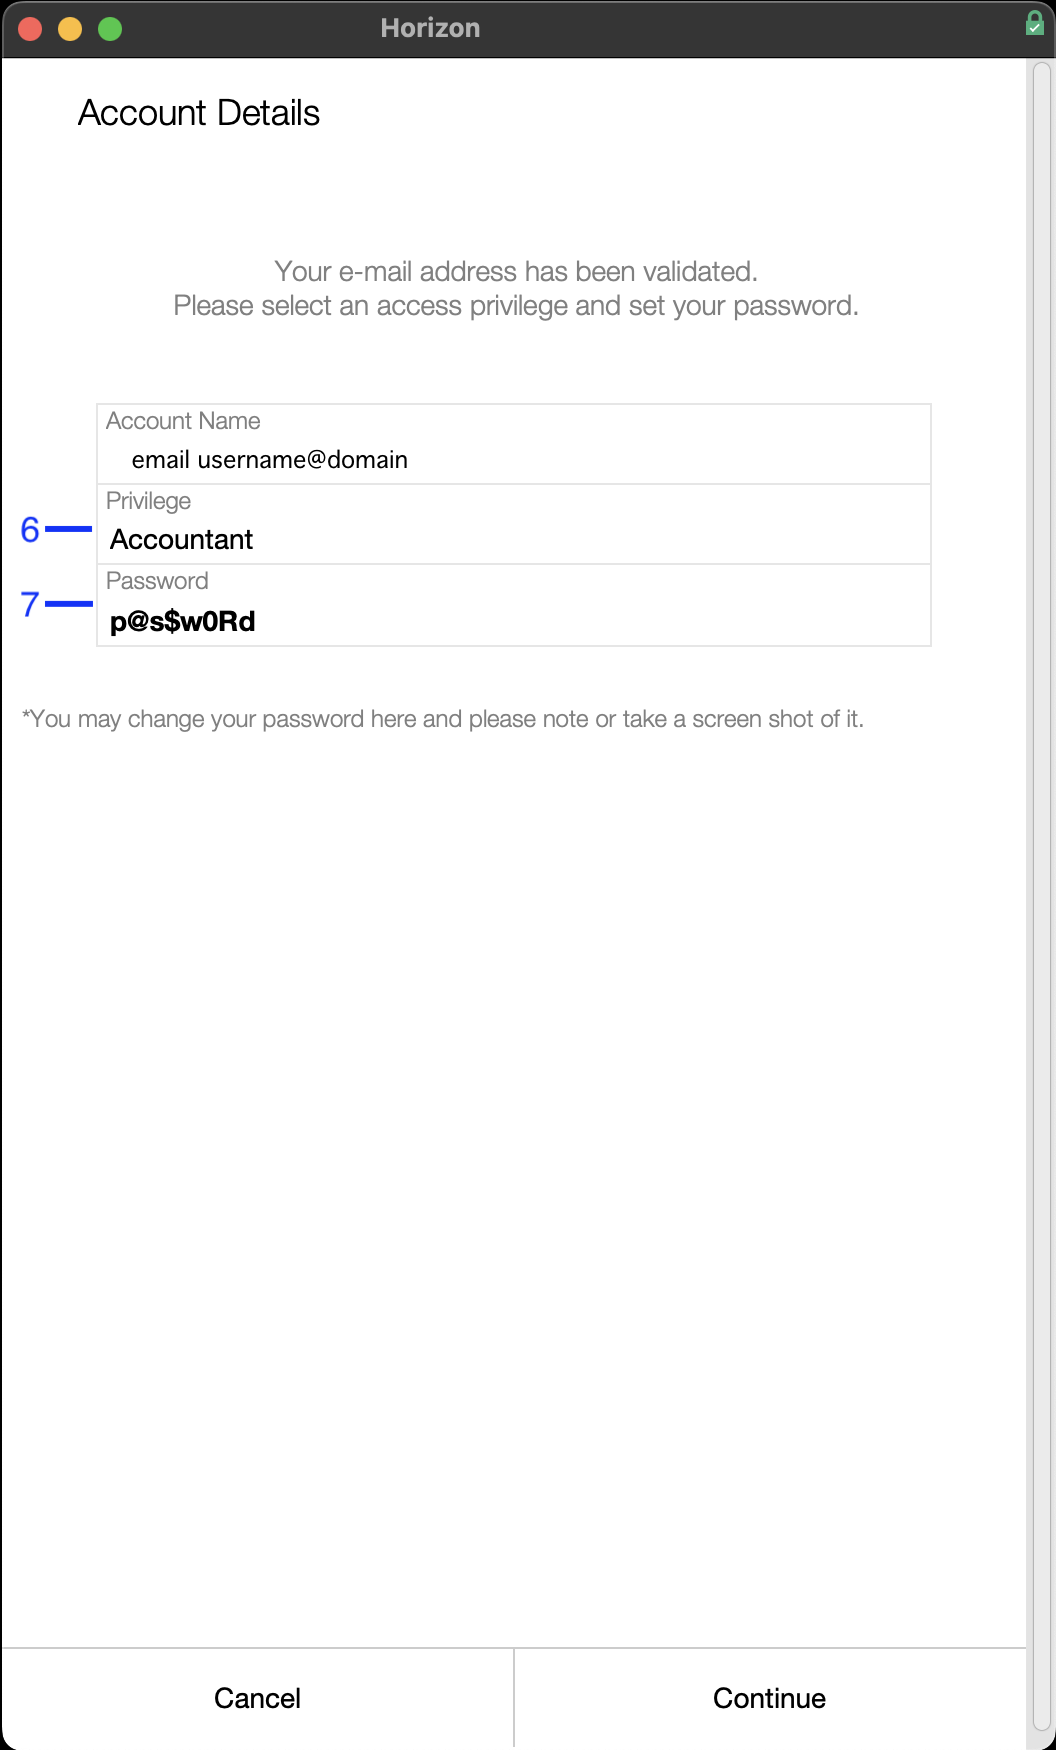 Horizon
Account Details
Your e-mail address has been validated.
Please select an access privilege and set your password.
Account Name
email username@domain
Privilege
6
Accountant
Password
7
p@s$w0Rd
*You may change your password here and please note or take a screen shot of it.
Cancel
Continue